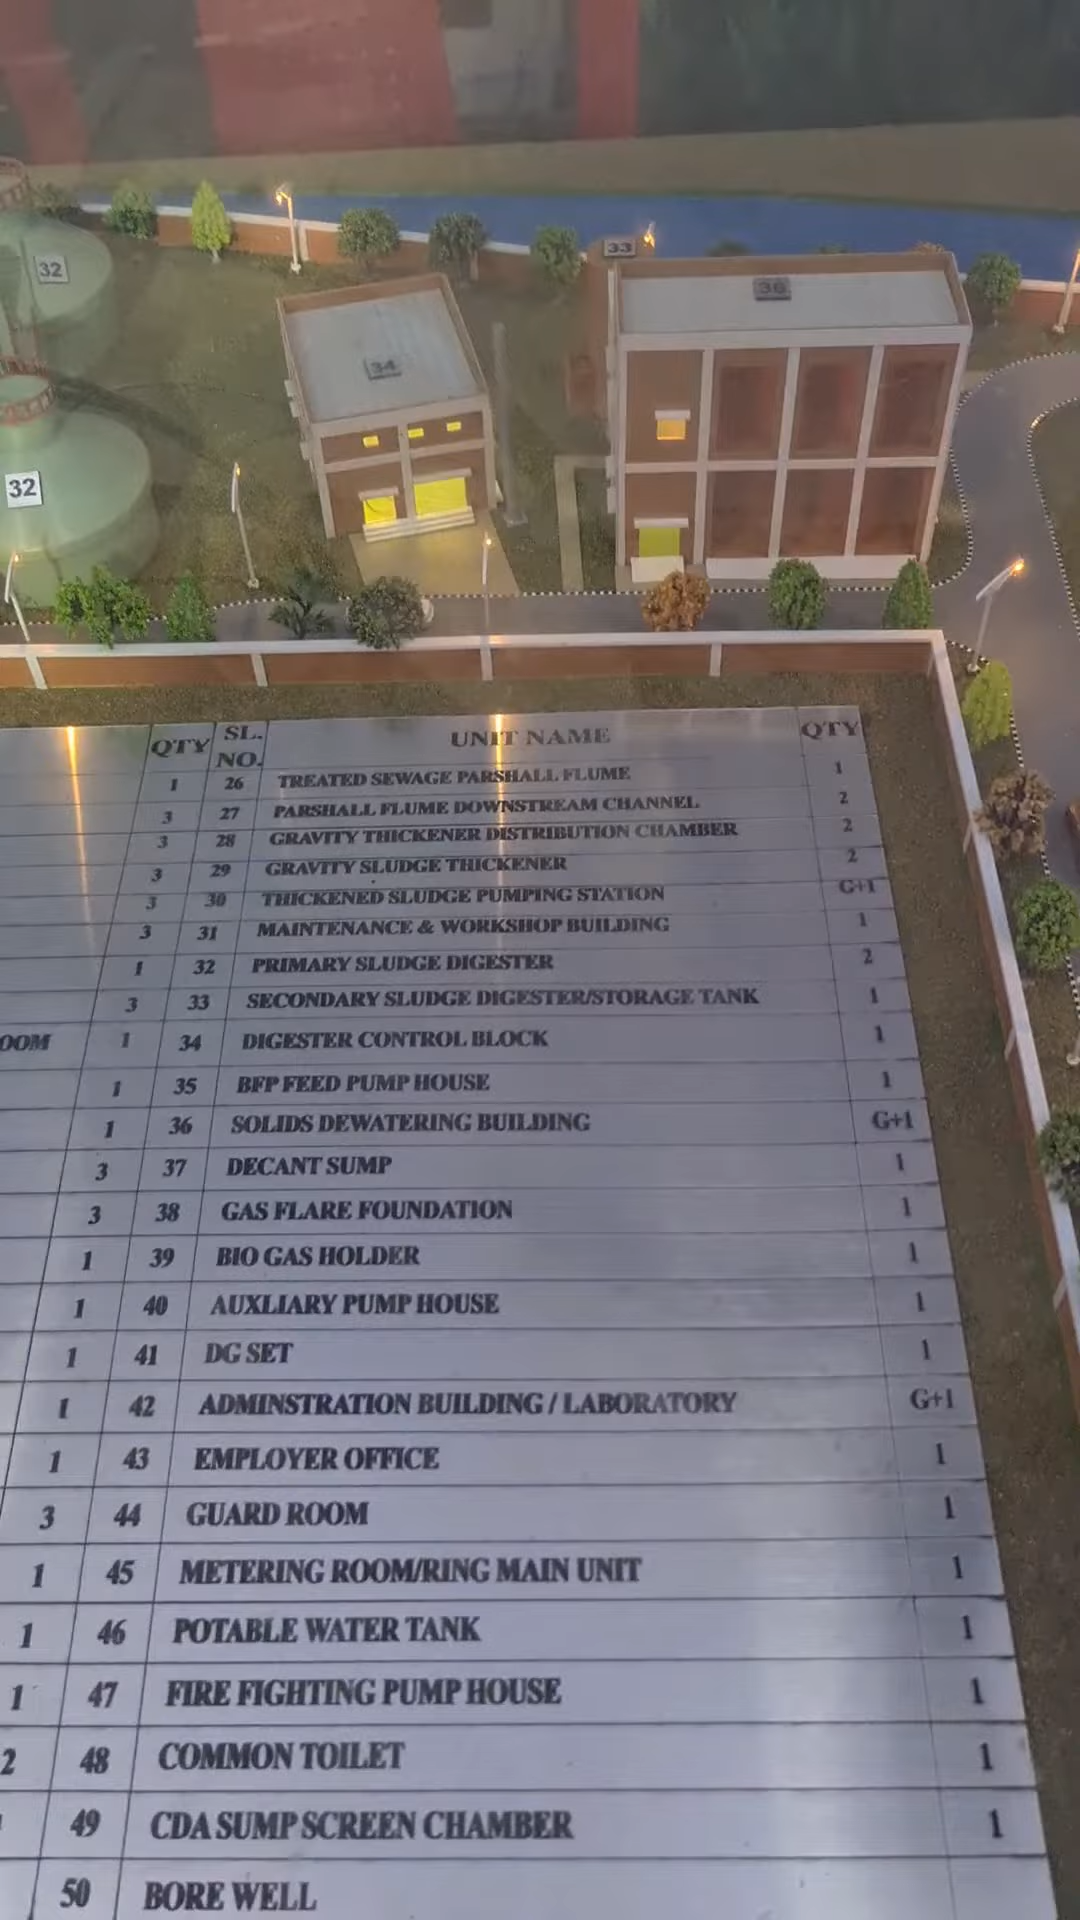 32
33
36
34
32
QTY SL. NO. UNIT NAME QTY
1 26 TREATED SEWAGE PARSHALL FLUME 1
3 27 PARSHALL FLUME DOWNSTREAM CHANNEL 2
3 28 GRAVITY THICKENER DISTRIBUTION CHAMBER 2
3 29 GRAVITY SLUDGE THICKENER 2
3 30 THICKENED SLUDGE PUMPING STATION G+1
3 31 MAINTENANCE & WORKSHOP BUILDING 1
1 32 PRIMARY SLUDGE DIGESTER 2
3 33 SECONDARY SLUDGE DIGESTER/STORAGE TANK 1
OOM 1 34 DIGESTER CONTROL BLOCK 1
1 35 BFP FEED PUMP HOUSE 1
1 36 SOLIDS DEWATERING BUILDING G+1
3 37 DECANT SUMP 1
3 38 GAS FLARE FOUNDATION 1
1 39 BIO GAS HOLDER 1
1 40 AUXLIARY PUMP HOUSE 1
1 41 DG SET 1
1 42 ADMINSTRATION BUILDING / LABORATORY G+1
1 43 EMPLOYER OFFICE 1
3 44 GUARD ROOM 1
1 45 METERING ROOM/RING MAIN UNIT 1
1 46 POTABLE WATER TANK 1
1 47 FIRE FIGHTING PUMP HOUSE 1
2 48 COMMON TOILET 1
49 CDA SUMP SCREEN CHAMBER 1
50 BORE WELL